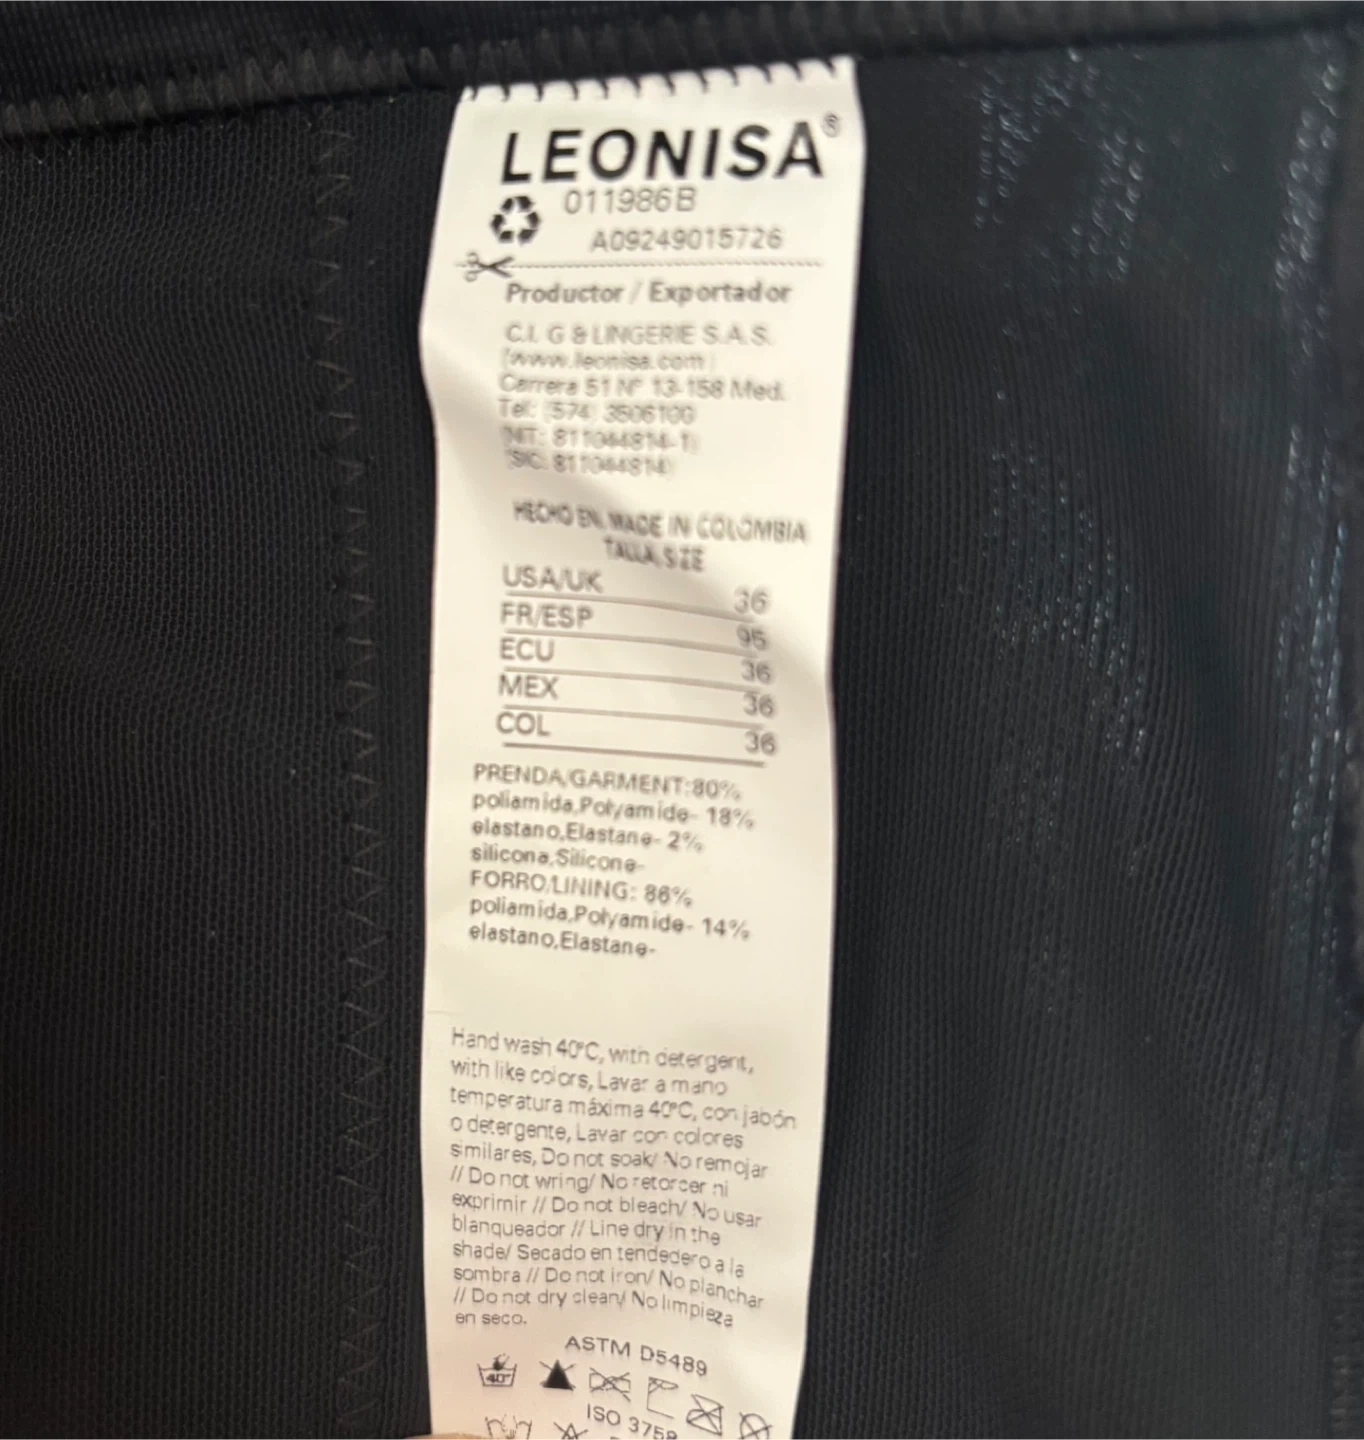 LEONISA®
011986B
A09249015726
Productor / Exportador
C.I. G & LINGERIE S.A.S.
(www.leonisa.com)
Carrera 51 Nº 13-158 Med.
Tel: (574) 3506100
NIT: 811044814-1)
(SIC: 811044814)
HECHO EN, MADE IN COLOMBIA
TALLA, SIZE
USA/UK 36
FR/ESP 95
ECU 36
MEX 36
COL 36
PRENDA/GARMENT:80%
poliamida,Polyamide- 18%
elastano,Elastane- 2%
silicona,Silicone-
FORRO/LINING: 86%
poliamida,Polyamide- 14%
elastano,Elastane-
Hand wash 40ºC, with detergent,
with like colors, Lavar a mano
temperatura máxima 40ºC, con jabón
o detergente, Lavar con colores
similares, Do not soak/ No remojar
// Do not wring/ No retorcer ni
exprimir // Do not bleach/ No usar
blanqueador // Line dry in the
shade/ Secado en tendedero a la
sombra // Do not iron/ No planchar
// Do not dry clean/ No limpieza
en seco.
ASTM D5489
40°
ISO 3758